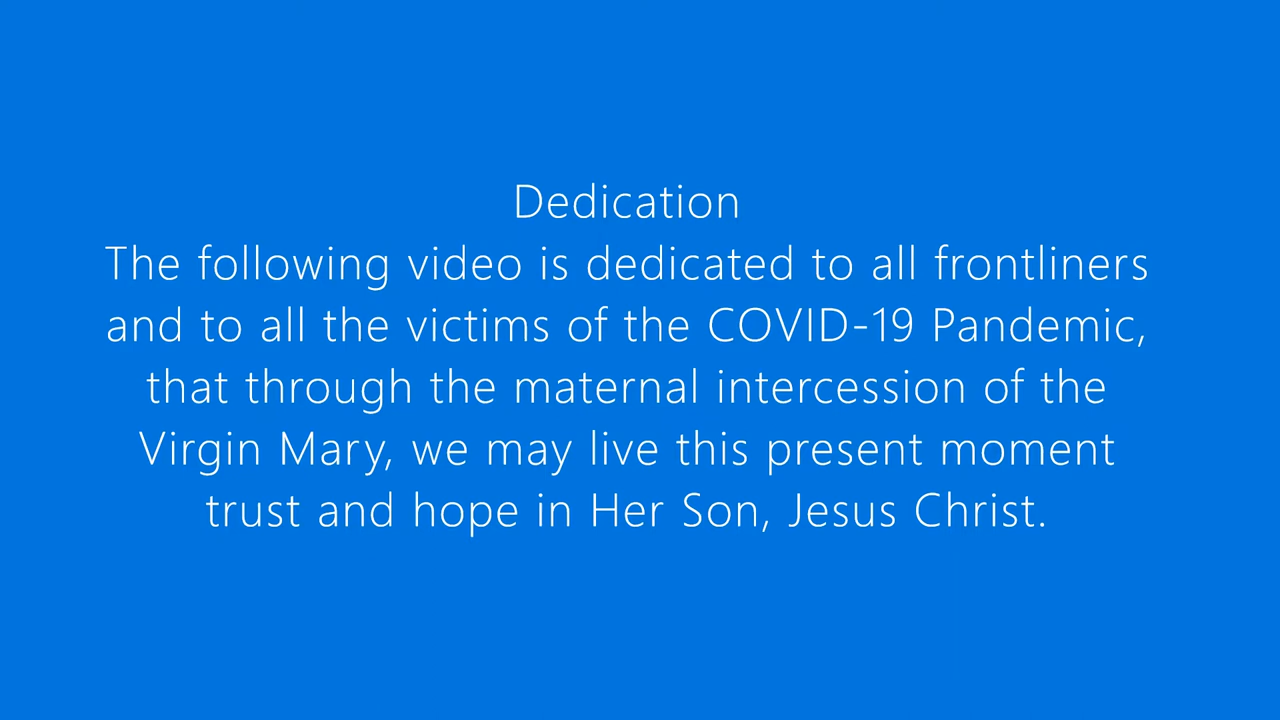 Dedication
The following video is dedicated to all frontliners
and to all the victims of the COVID-19 Pandemic,
that through the maternal intercession of the
Virgin Mary, we may live this present moment
trust and hope in Her Son, Jesus Christ.